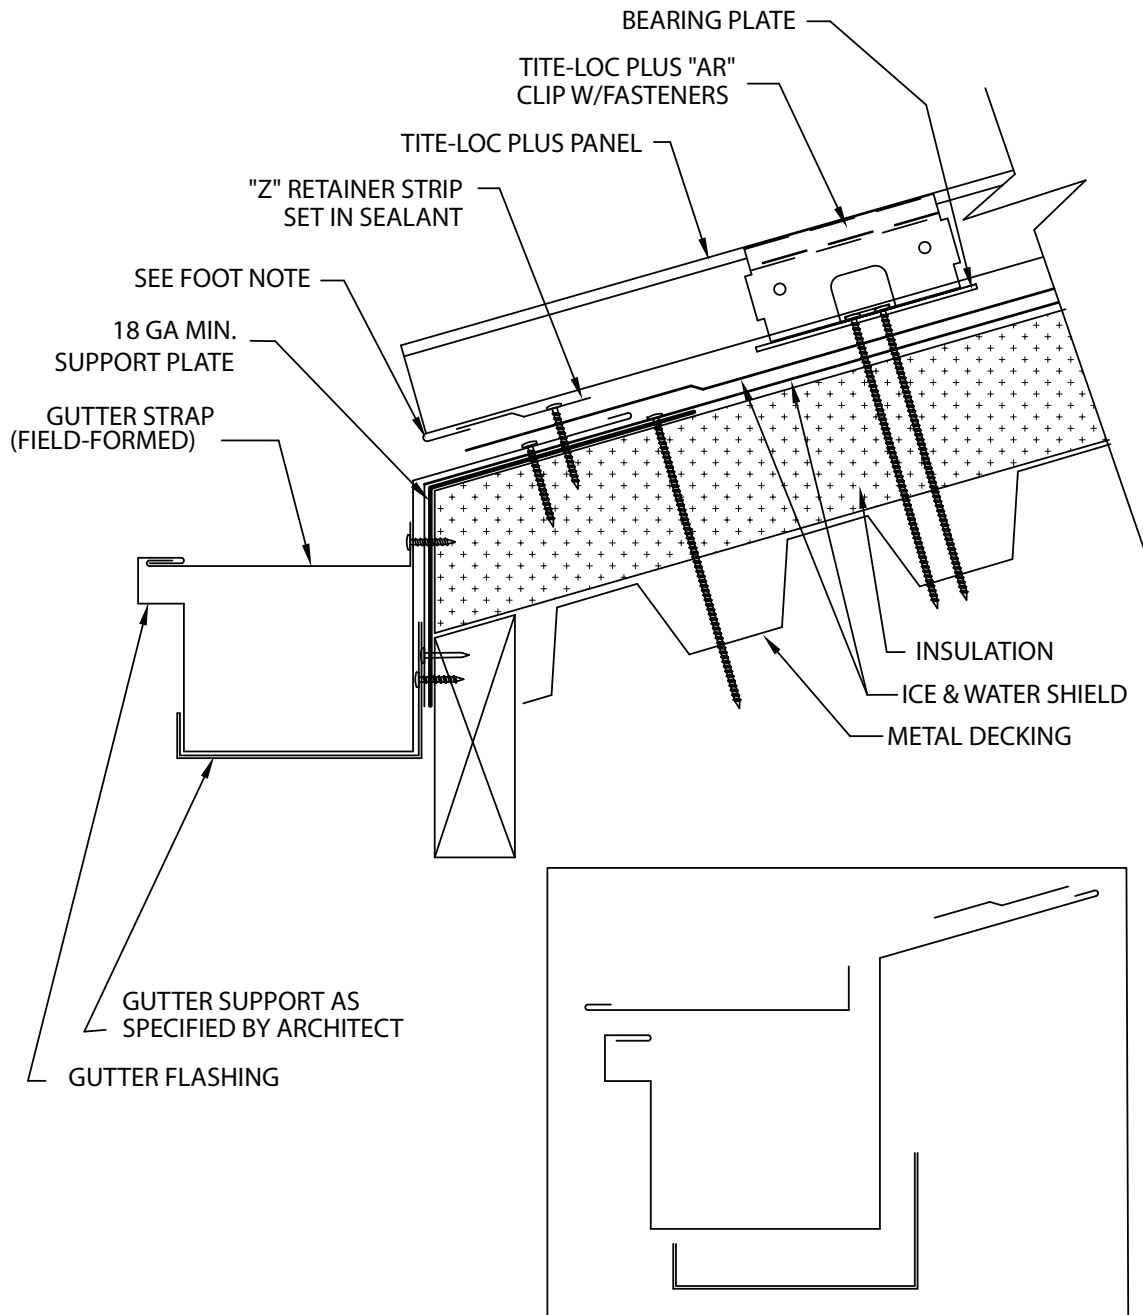 BEARING PLATE
TITE-LOC PLUS "AR"
CLIP W/FASTENERS
TITE-LOC PLUS PANEL
"Z" RETAINER STRIP
SET IN SEALANT
SEE FOOT NOTE
18 GA MIN.
SUPPORT PLATE
GUTTER STRAP
(FIELD-FORMED)
INSULATION
ICE & WATER SHIELD
METAL DECKING
GUTTER SUPPORT AS
SPECIFIED BY ARCHITECT
GUTTER FLASHING